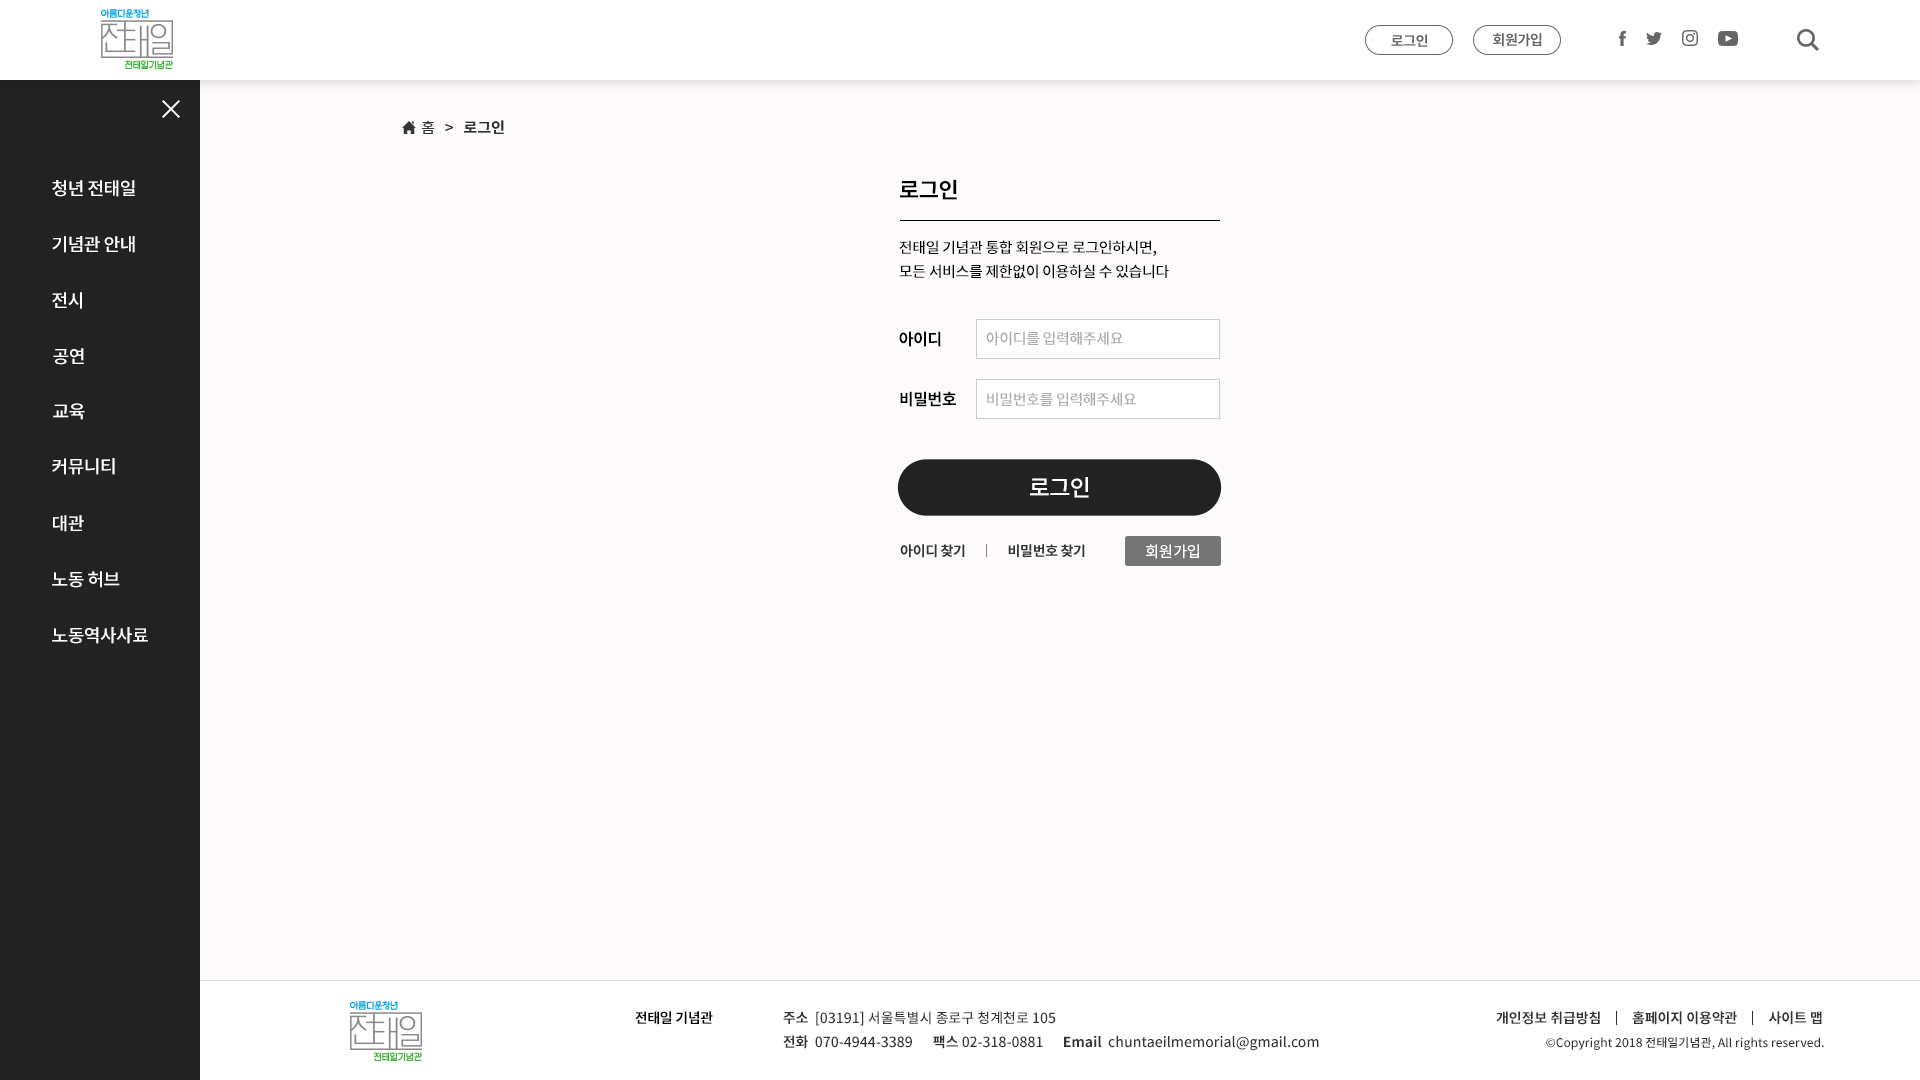 아름다운청년
전태일
전태일기념관
로그인
회원가입
청년 전태일
기념관 안내
전시
공연
교육
커뮤니티
대관
노동 허브
노동역사사료
홈 > 로그인
로그인
전태일 기념관 통합 회원으로 로그인하시면,
모든 서비스를 제한없이 이용하실 수 있습니다
아이디 아이디를 입력해주세요
비밀번호 비밀번호를 입력해주세요
로그인
아이디 찾기 | 비밀번호 찾기 회원가입
아름다운청년
전태일
전태일기념관
전태일 기념관
주소 [03191] 서울특별시 종로구 청계천로 105
전화 070-4944-3389 팩스 02-318-0881 Email chuntaeilmemorial@gmail.com
개인정보 취급방침 | 홈페이지 이용약관 | 사이트 맵
©Copyright 2018 전태일기념관, All rights reserved.